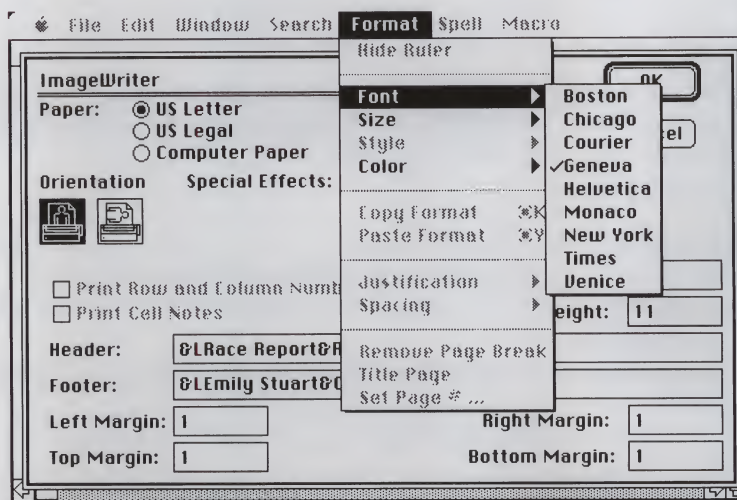 File Edit Window Search Format Spell Macro
Hide Ruler
ImageWriter
OK
Font
Boston
Paper:
US Letter
Size
Chicago
US Legal
Style
Courier
Computer Paper
Color
✓Geneva
Orientation
Special Effects:
Helvetica
Copy Format ⌘K
Monaco
Paste Format ⌘Y
New York
Times
Justification
Venice
Print Row and Column Numb
Spacing
Print Cell Notes
eight: 11
Header: &LRace Report&R
Remove Page Break
Footer: &LEmily Stuart&C
Title Page
Set Page # ...
Left Margin: 1
Right Margin: 1
Top Margin: 1
Bottom Margin: 1